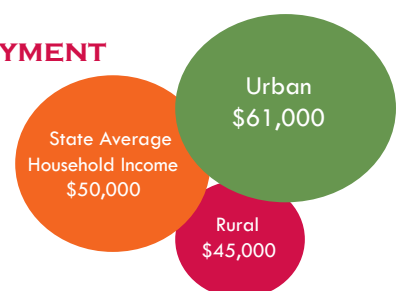 YMENT
State Average
Household Income
$50,000
Urban
$61,000
Rural
$45,000